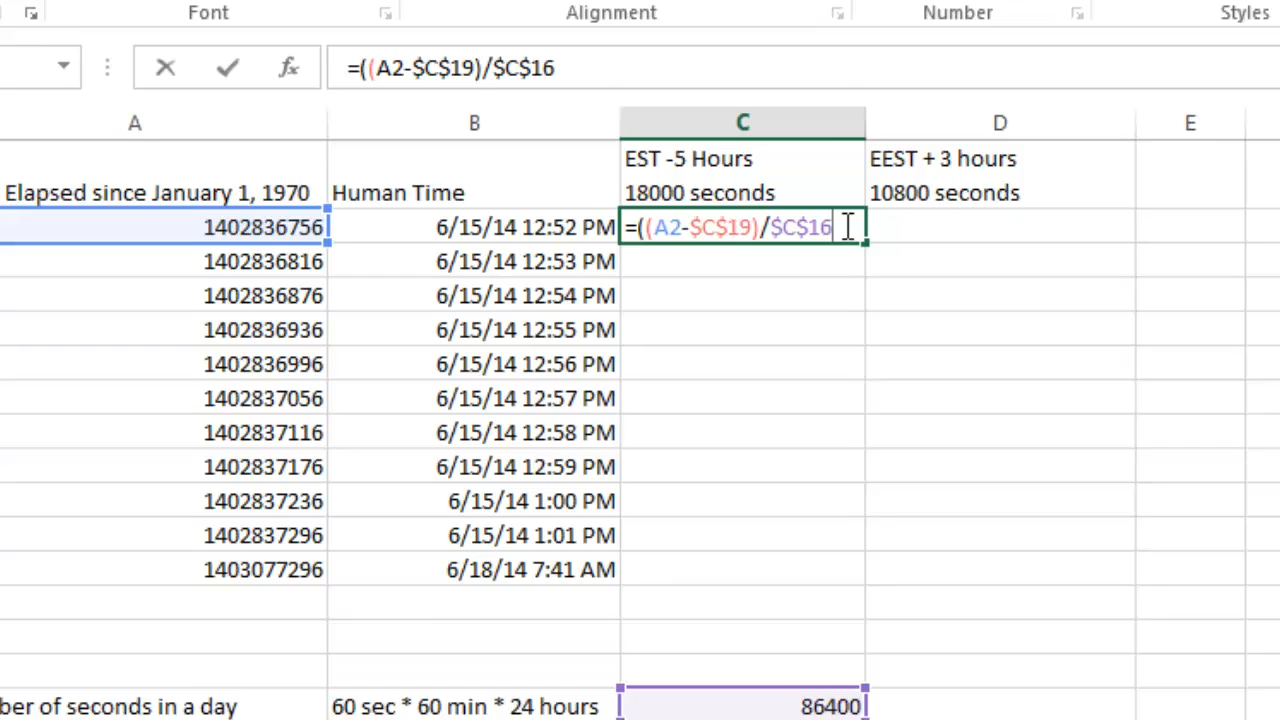 Font Alignment Number Styles
fx =((A2-$C$19)/$C$16
A B C D E
EST -5 Hours EEST + 3 hours
Elapsed since January 1, 1970 Human Time 18000 seconds 10800 seconds
1402836756 6/15/14 12:52 PM =((A2-$C$19)/$C$16
1402836816 6/15/14 12:53 PM
1402836876 6/15/14 12:54 PM
1402836936 6/15/14 12:55 PM
1402836996 6/15/14 12:56 PM
1402837056 6/15/14 12:57 PM
1402837116 6/15/14 12:58 PM
1402837176 6/15/14 12:59 PM
1402837236 6/15/14 1:00 PM
1402837296 6/15/14 1:01 PM
1403077296 6/18/14 7:41 AM
ber of seconds in a day 60 sec * 60 min * 24 hours 86400